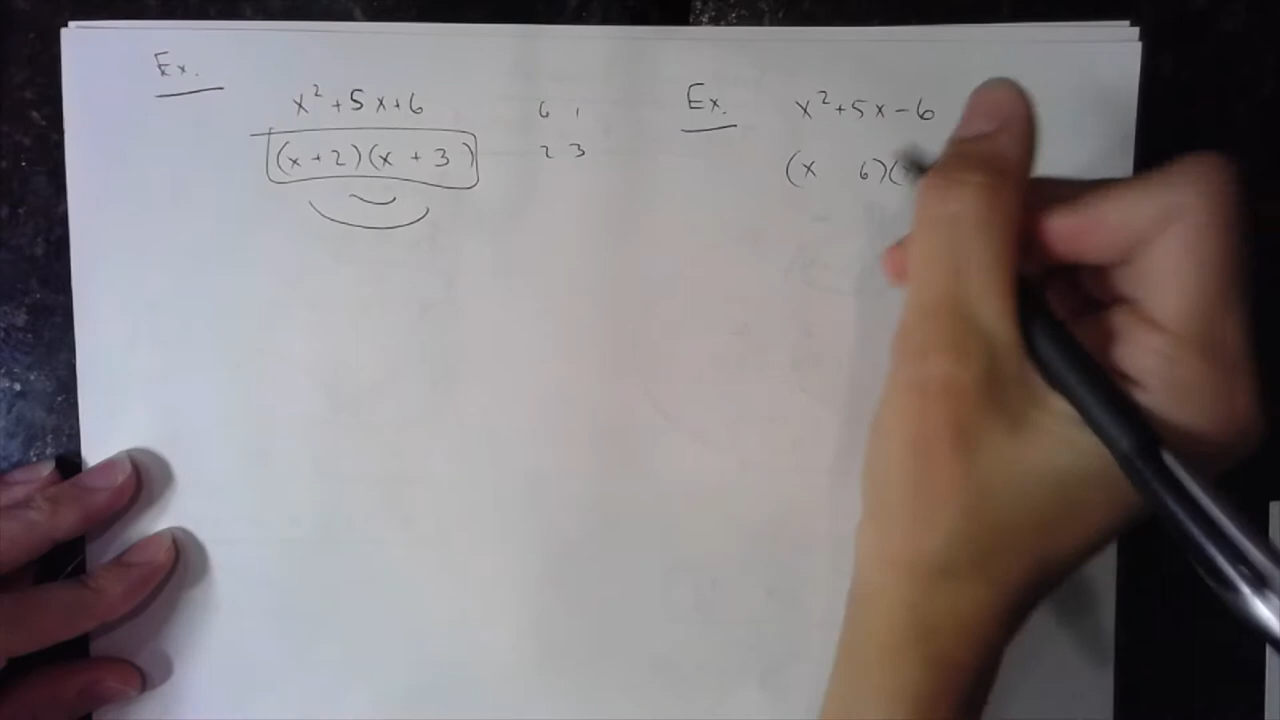 Ex.
x²+5x+6
6 1
(x+2)(x + 3)
2 3
Ex.
x²+5x-6
(x 6)(